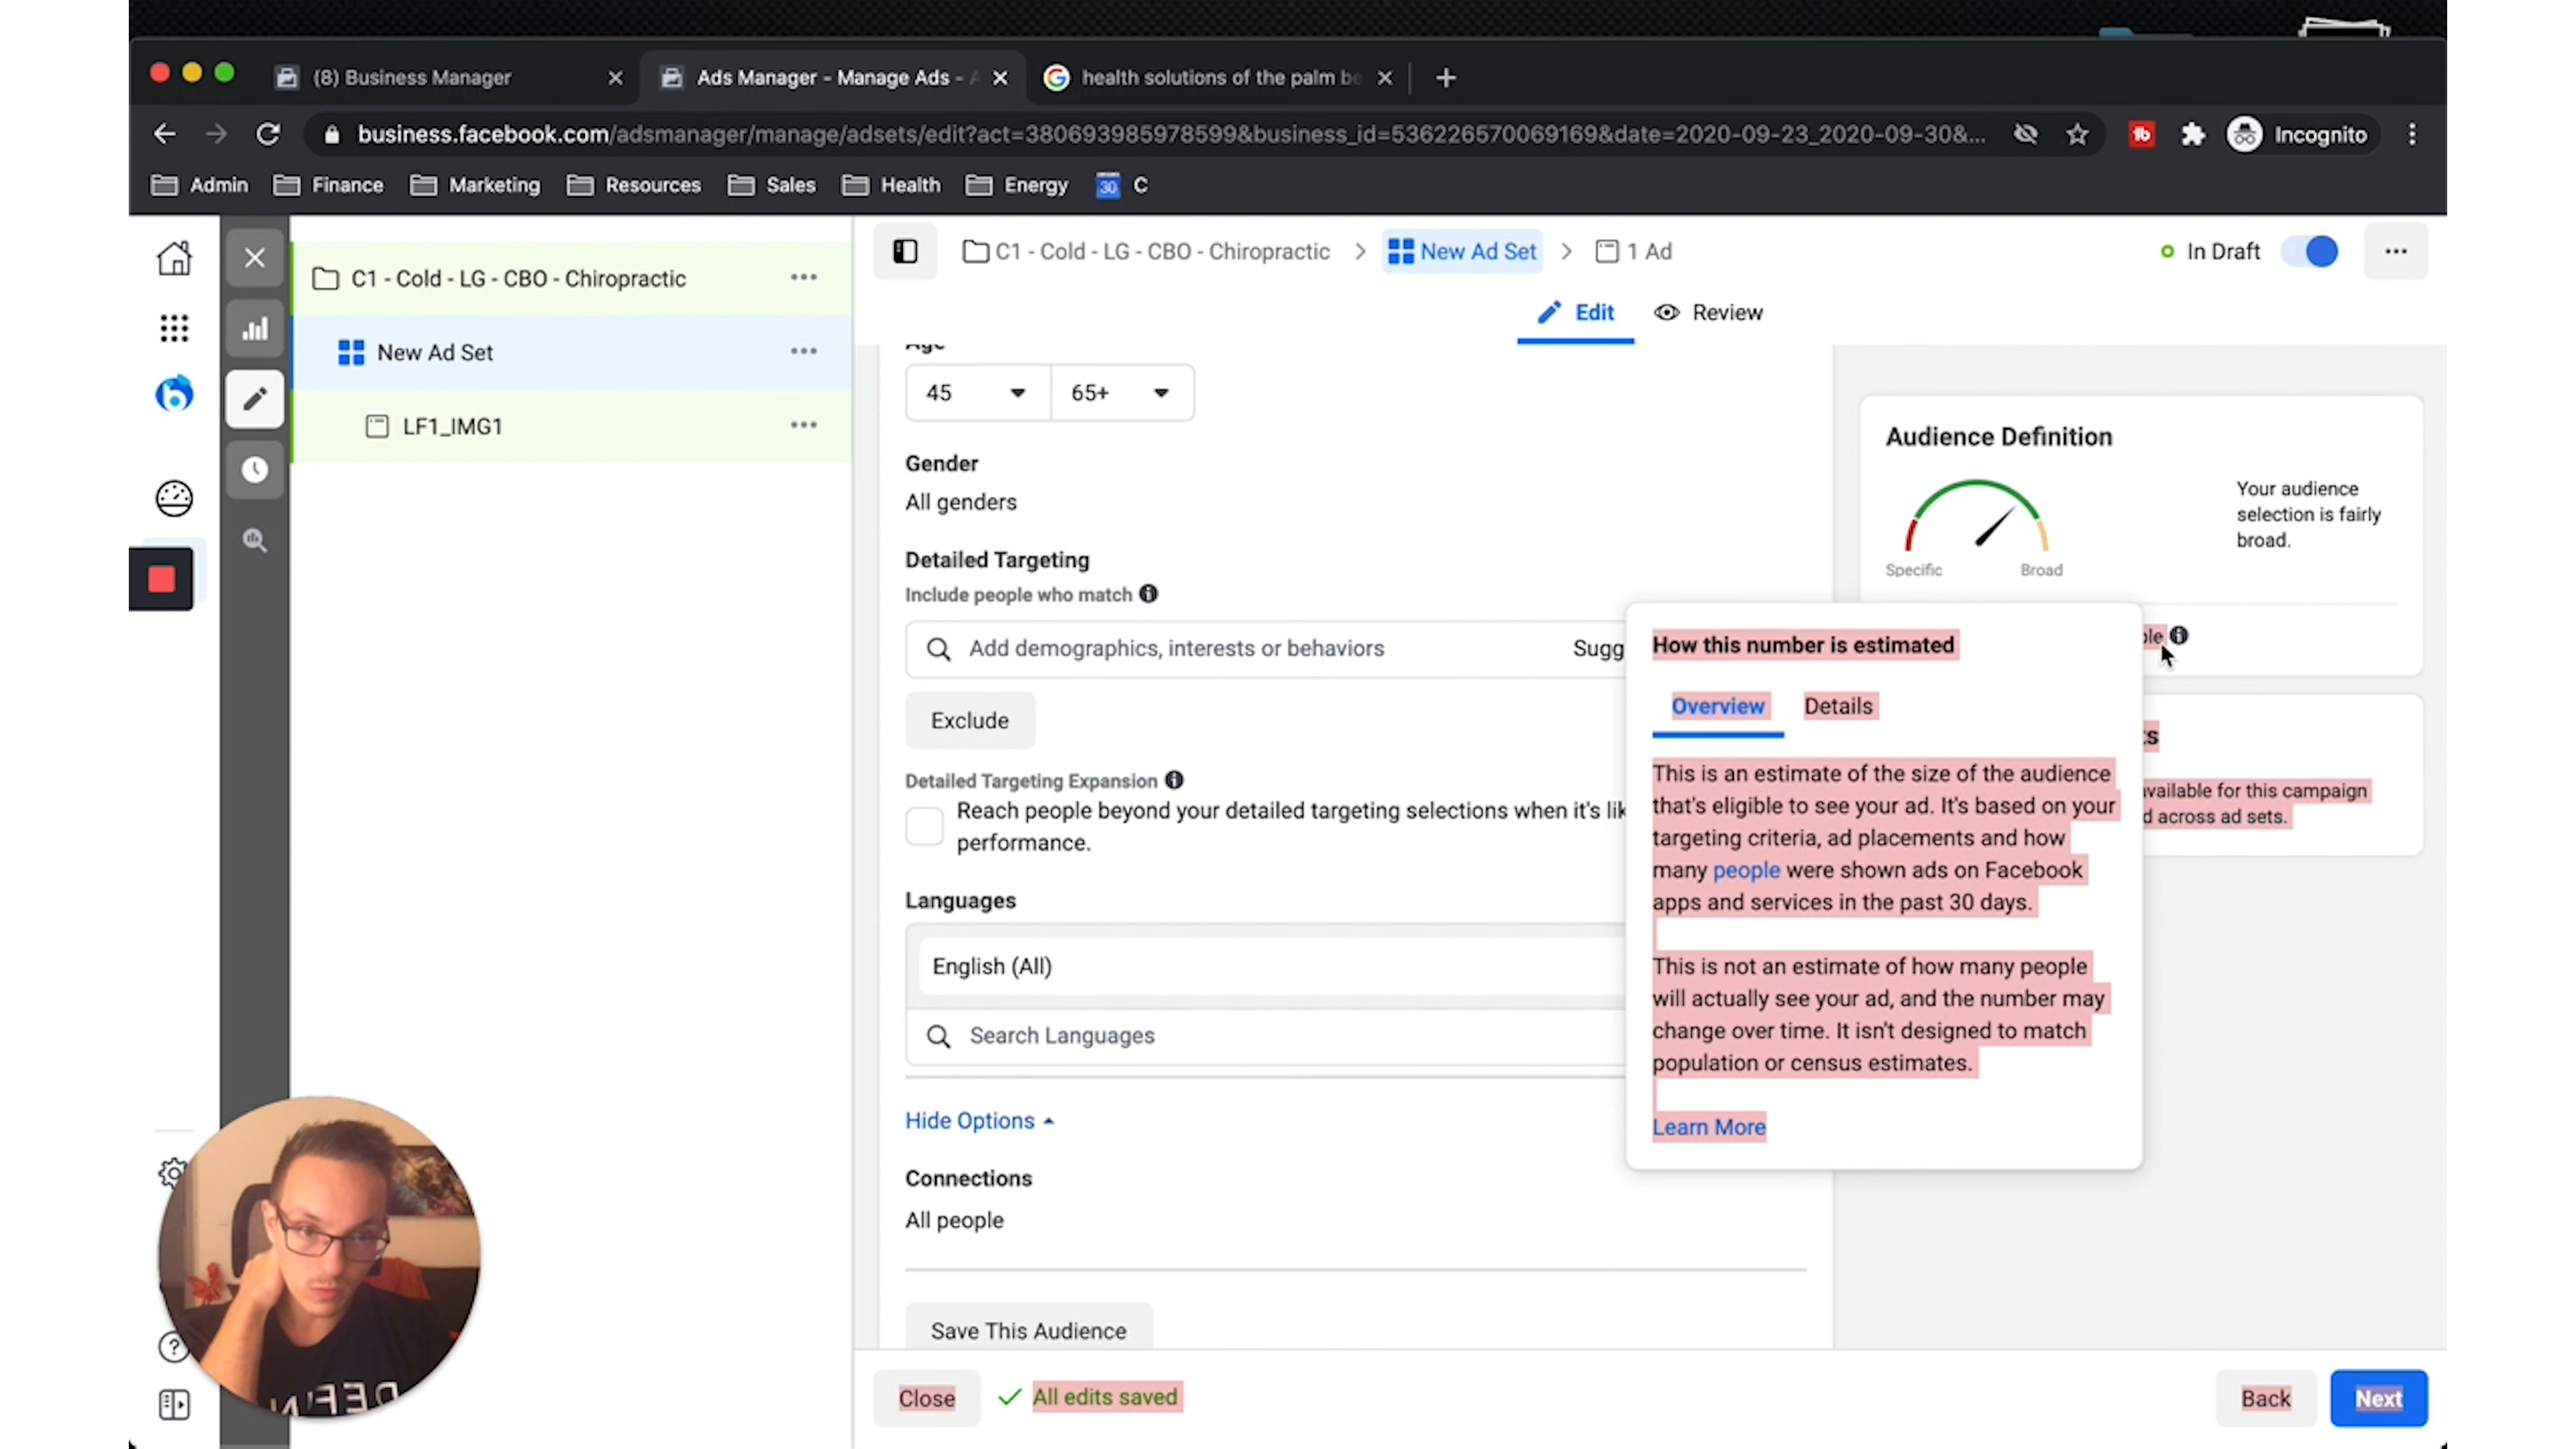 (8) Business Manager
Ads Manager - Manage Ads -
health solutions of the palm be
business.facebook.com/adsmanager/manage/adsets/edit?act=380693985978599&business_id=536226570069169&date=2020-09-23_2020-09-30&...
Incognito
Admin
Finance
Marketing
Resources
Sales
Health
Energy
30
C
C1 - Cold - LG - CBO - Chiropractic
New Ad Set
LF1_IMG1
C1 - Cold - LG - CBO - Chiropractic
New Ad Set
1 Ad
In Draft
Edit
Review
Age
45
65+
Gender
All genders
Detailed Targeting
Include people who match
Add demographics, interests or behaviors
Sugg
Exclude
Detailed Targeting Expansion
Reach people beyond your detailed targeting selections when it's lik
performance.
Languages
English (All)
Search Languages
Hide Options
Connections
All people
Save This Audience
Audience Definition
Your audience
selection is fairly
broad.
Specific
Broad
How this number is estimated
Overview
Details
This is an estimate of the size of the audience
that's eligible to see your ad. It's based on your
targeting criteria, ad placements and how
many people were shown ads on Facebook
apps and services in the past 30 days.
This is not an estimate of how many people
will actually see your ad, and the number may
change over time. It isn't designed to match
population or census estimates.
Learn More
for this campaign
d across ad sets.
Close
All edits saved
Back
Next